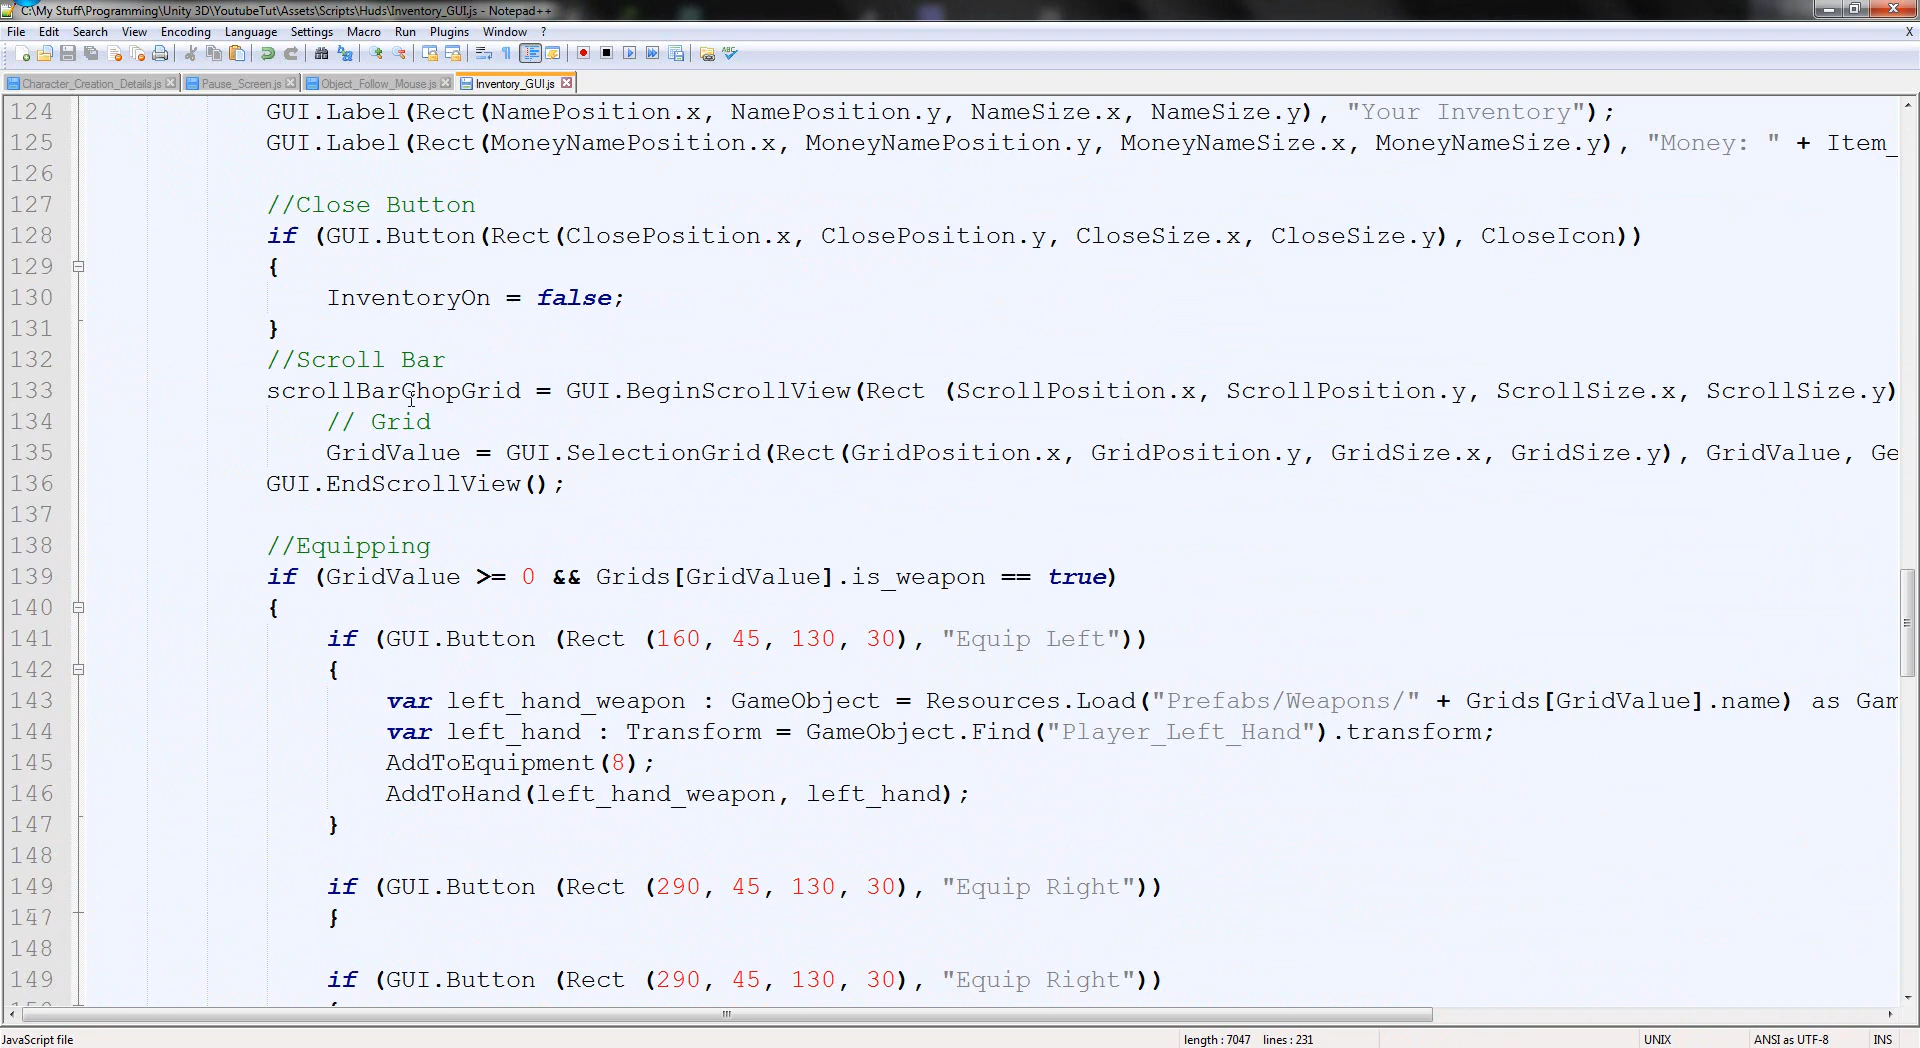 C:\My Stuff\Programming\Unity 3D\YoutubeTut\Assets\Scripts\Huds\Inventory_GUI.js - Notepad++
File Edit Search View Encoding Language Settings Macro Run Plugins Window ? X
Character_Creation_Details.js Pause_Screen.js Object_Follow_Mouse.js Inventory_GUI.js
124 GUI.Label(Rect(NamePosition.x, NamePosition.y, NameSize.x, NameSize.y), "Your Inventory");
125 GUI.Label(Rect(MoneyNamePosition.x, MoneyNamePosition.y, MoneyNameSize.x, MoneyNameSize.y), "Money: " + Item_
126
127 //Close Button
128 if (GUI.Button(Rect(ClosePosition.x, ClosePosition.y, CloseSize.x, CloseSize.y), CloseIcon))
129 {
130 InventoryOn = false;
131 }
132 //Scroll Bar
133 scrollBarGhopGrid = GUI.BeginScrollView(Rect (ScrollPosition.x, ScrollPosition.y, ScrollSize.x, ScrollSize.y)
134 // Grid
135 GridValue = GUI.SelectionGrid(Rect(GridPosition.x, GridPosition.y, GridSize.x, GridSize.y), GridValue, Ge
136 GUI.EndScrollView();
137
138 //Equipping
139 if (GridValue >= 0 && Grids[GridValue].is_weapon == true)
140 {
141 if (GUI.Button (Rect (160, 45, 130, 30), "Equip Left"))
142 {
143 var left_hand_weapon : GameObject = Resources.Load("Prefabs/Weapons/" + Grids[GridValue].name) as Gam
144 var left_hand : Transform = GameObject.Find("Player_Left_Hand").transform;
145 AddToEquipment(8);
146 AddToHand(left_hand_weapon, left_hand);
147 }
148
149 if (GUI.Button (Rect (290, 45, 130, 30), "Equip Right"))
147 }
148
149 if (GUI.Button (Rect (290, 45, 130, 30), "Equip Right"))
JavaScript file length : 7047 lines : 231 UNIX ANSI as UTF-8 INS